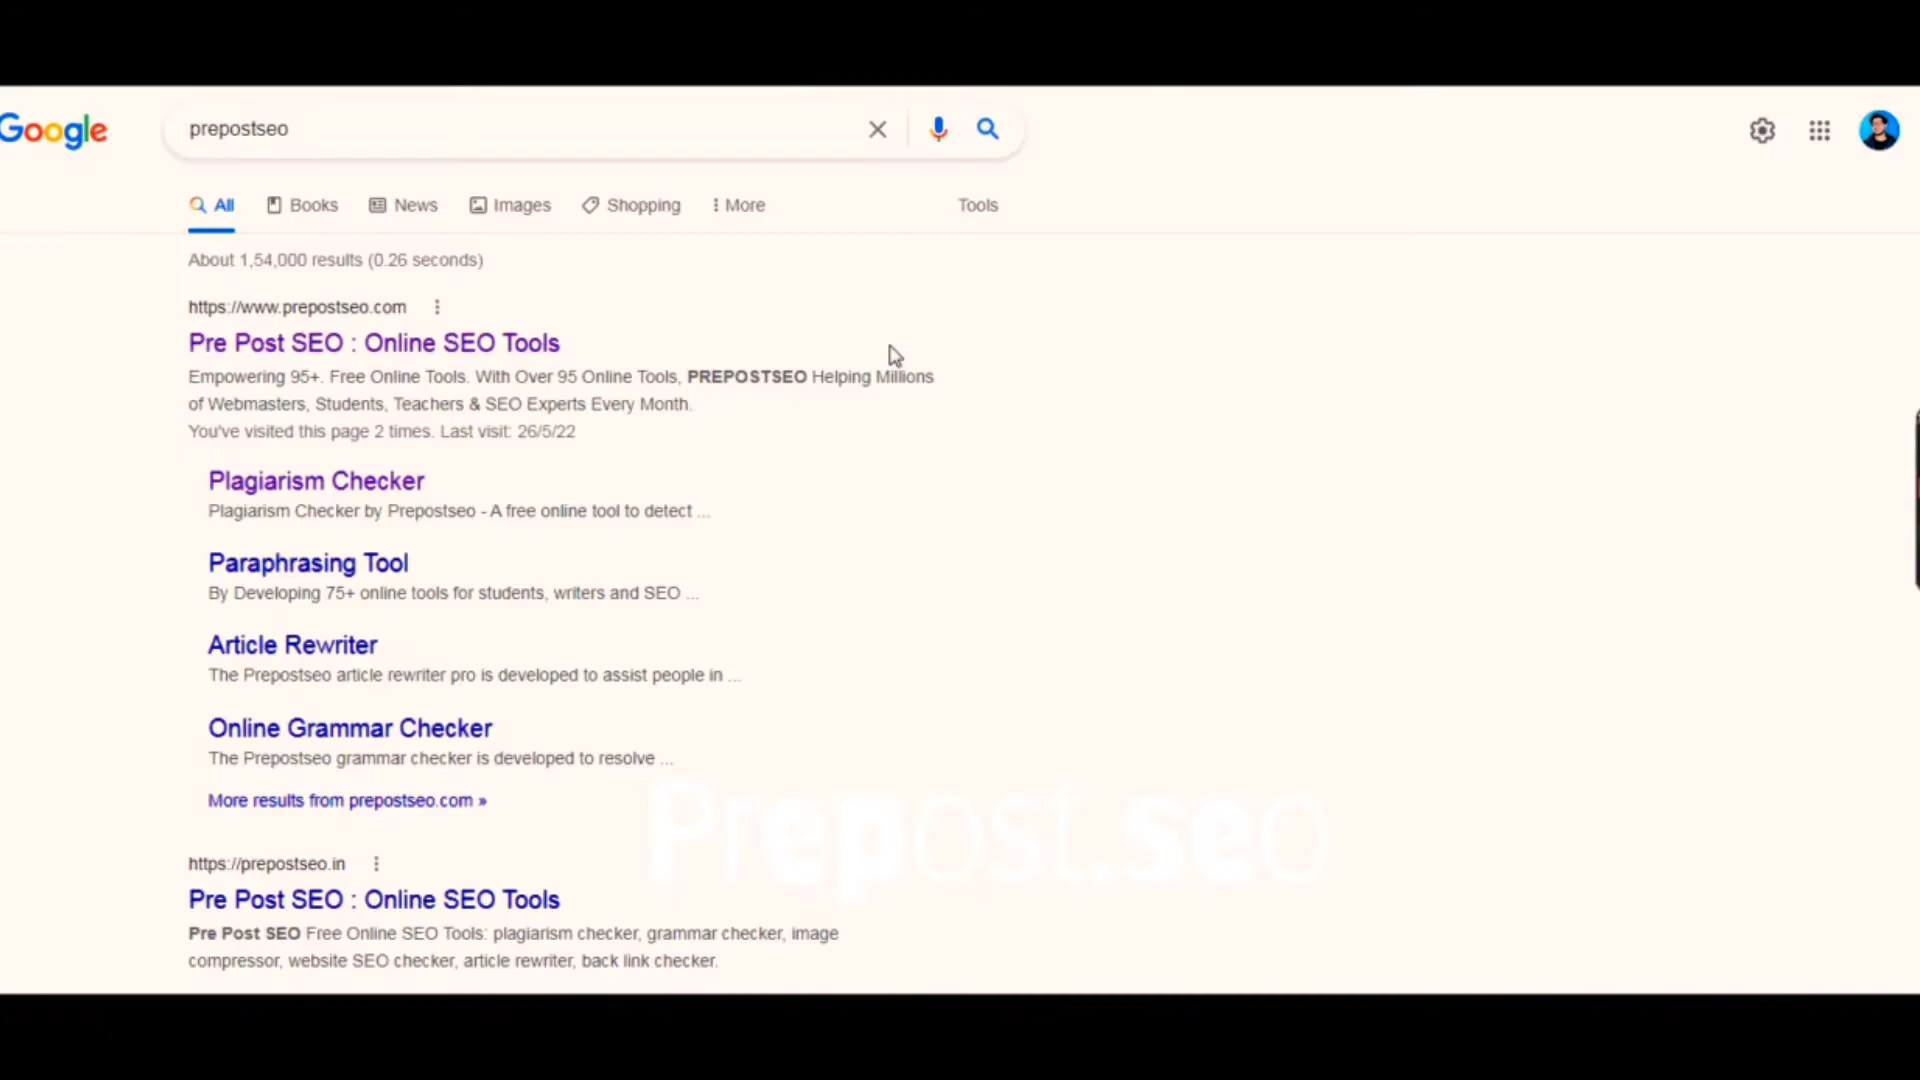 Google
prepostseo
All Books News Images Shopping More Tools
About 1,54,000 results (0.26 seconds)
https://www.prepostseo.com
Pre Post SEO : Online SEO Tools
Empowering 95+. Free Online Tools. With Over 95 Online Tools, PREPOSTSEO Helping Millions
of Webmasters, Students, Teachers & SEO Experts Every Month.
You've visited this page 2 times. Last visit: 26/5/22
Plagiarism Checker
Plagiarism Checker by Prepostseo - A free online tool to detect ...
Paraphrasing Tool
By Developing 75+ online tools for students, writers and SEO ...
Article Rewriter
The Prepostseo article rewriter pro is developed to assist people in ...
Online Grammar Checker
The Prepostseo grammar checker is developed to resolve ...
More results from prepostseo.com »
Prepost.seo
https://prepostseo.in
Pre Post SEO : Online SEO Tools
Pre Post SEO Free Online SEO Tools: plagiarism checker, grammar checker, image
compressor, website SEO checker, article rewriter, back link checker.